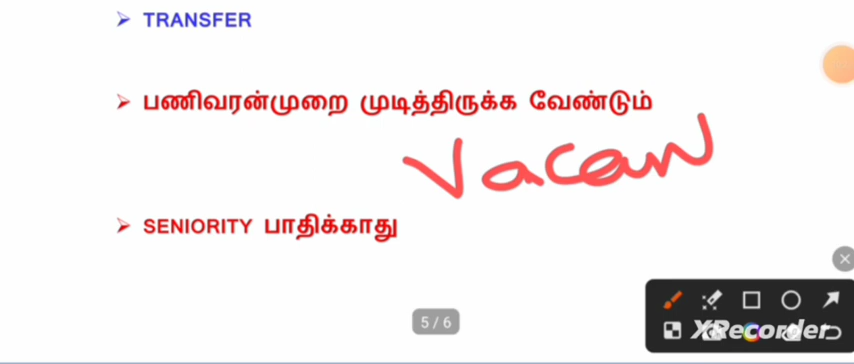 ➤ TRANSFER
➤ பணிவரன்முறை முடித்திருக்க வேண்டும்
Vacan
➤ SENIORITY பாதிக்காது
5 / 6
XRecorder